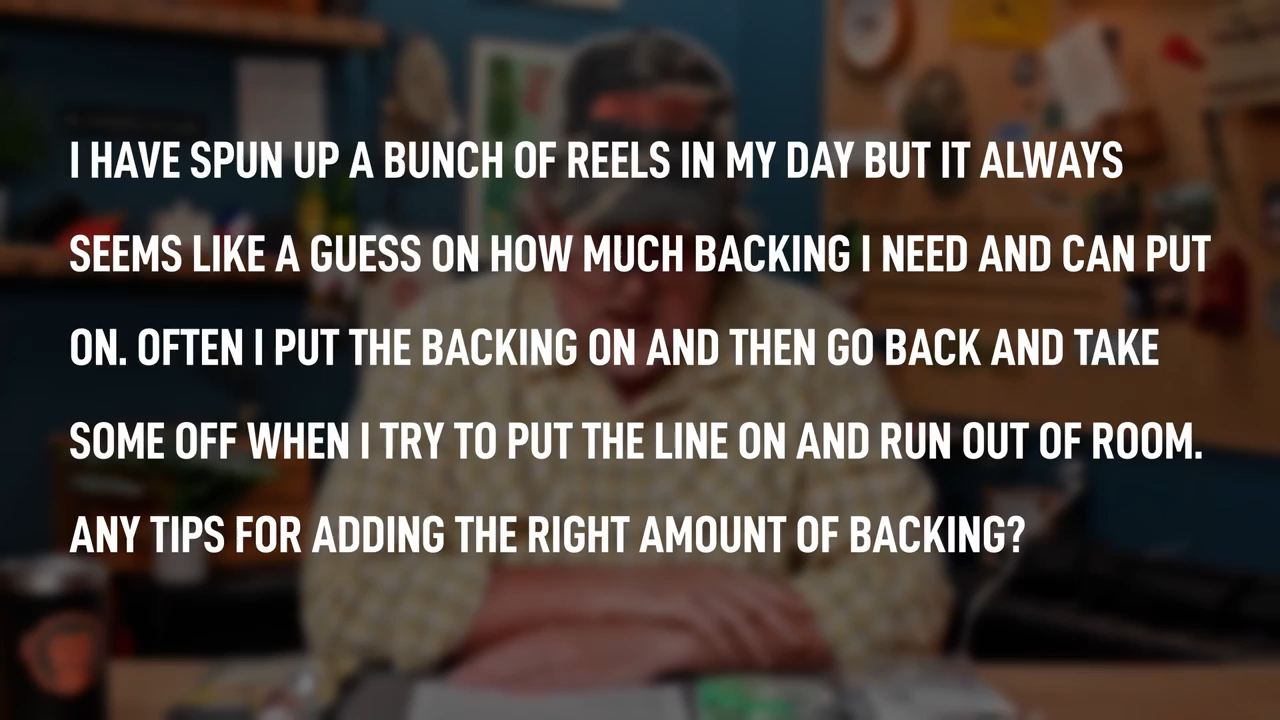 I HAVE SPUN UP A BUNCH OF REELS IN MY DAY BUT IT ALWAYS
SEEMS LIKE A GUESS ON HOW MUCH BACKING I NEED AND CAN PUT
ON. OFTEN I PUT THE BACKING ON AND THEN GO BACK AND TAKE
SOME OFF WHEN I TRY TO PUT THE LINE ON AND RUN OUT OF ROOM.
ANY TIPS FOR ADDING THE RIGHT AMOUNT OF BACKING?